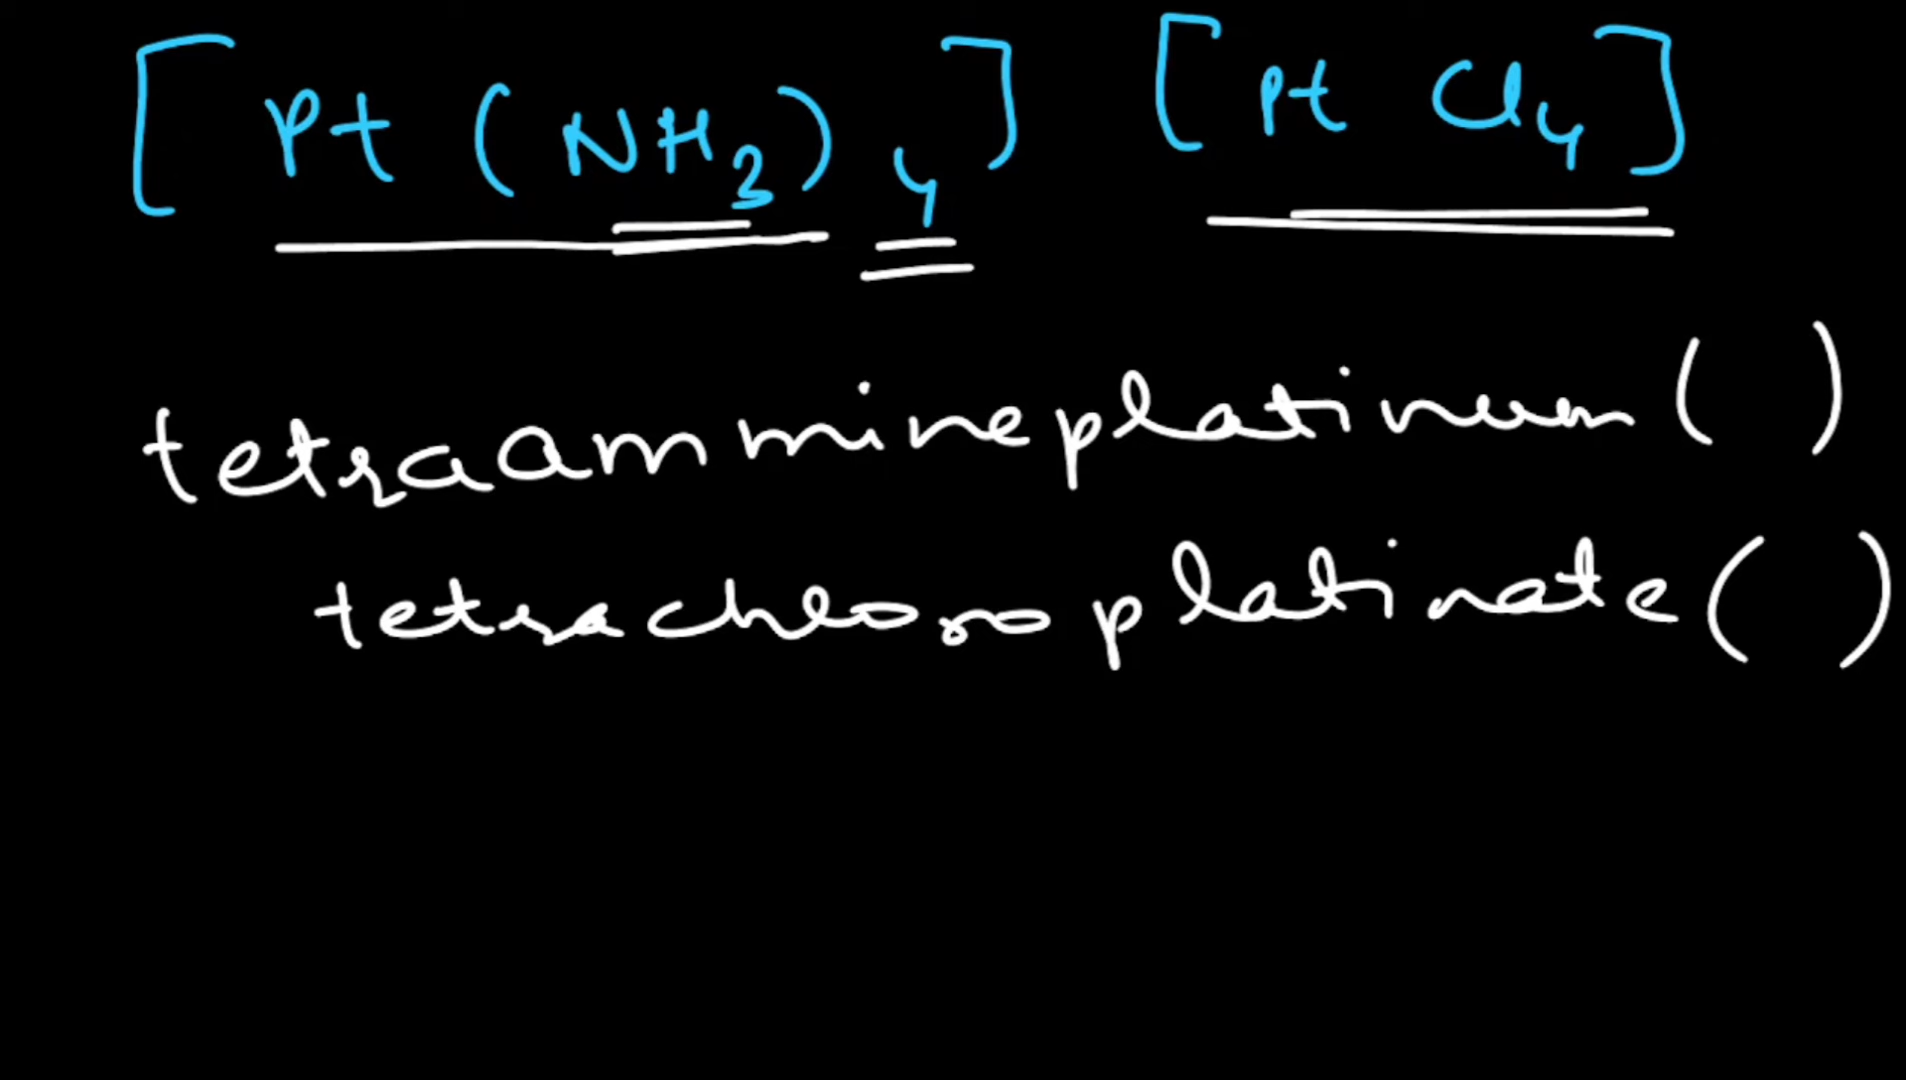 [Pt(NH3)4] [PtCl4]
tetraammineplatinum( )
tetrachloroplatinate( )